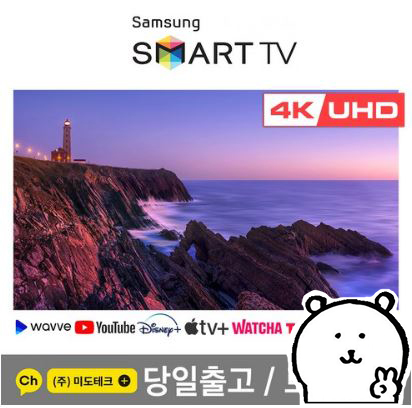 Samsung
SMART TV
4K UHD
wavve YouTube Disney+ tv+ WATCHA
Ch (주) 미도테크 + 당일출고 /